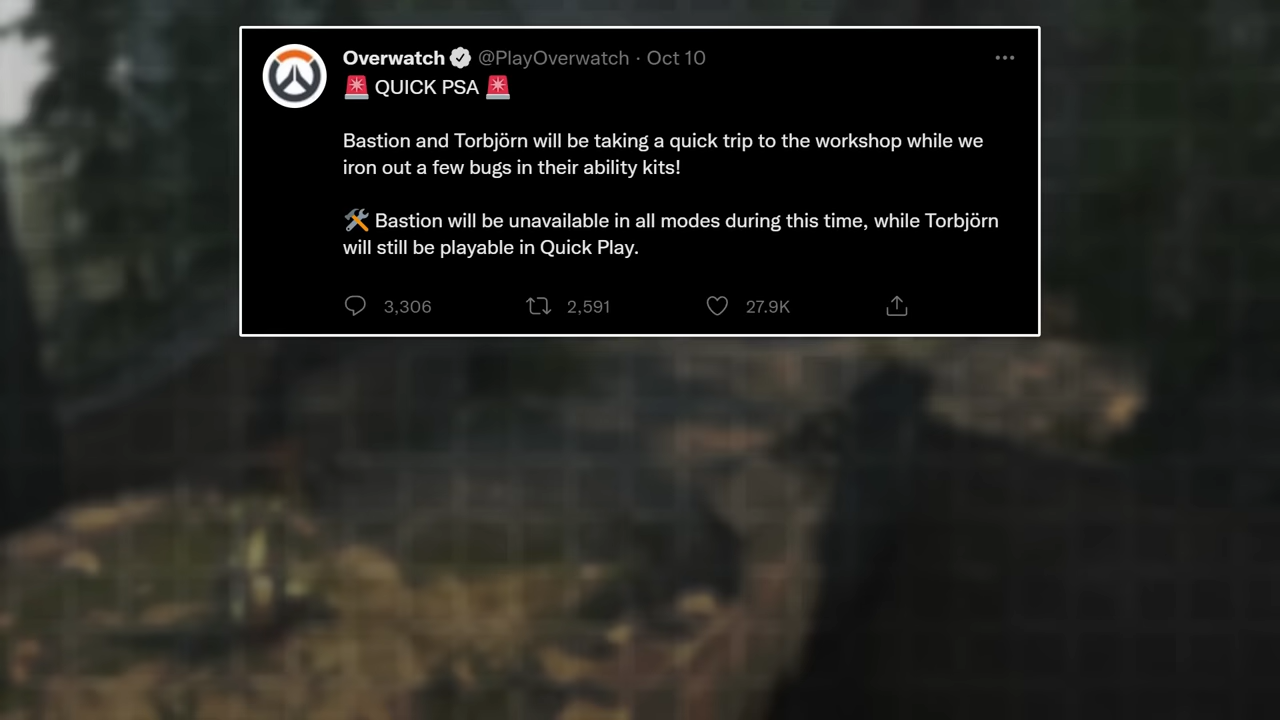 Overwatch @PlayOverwatch · Oct 10
🚨 QUICK PSA 🚨
Bastion and Torbjörn will be taking a quick trip to the workshop while we
iron out a few bugs in their ability kits!
🛠️ Bastion will be unavailable in all modes during this time, while Torbjörn
will still be playable in Quick Play.
3,306 2,591 27.9K